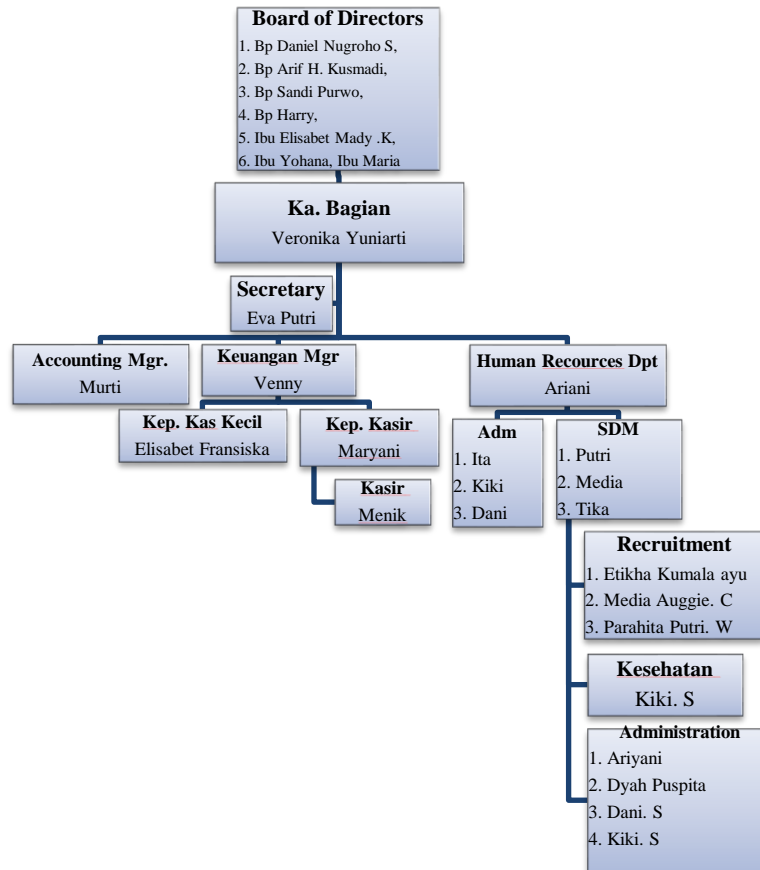 Board of Directors
1. Bp Daniel Nugroho S,
2. Bp Arif H. Kusmadi,
3. Bp Sandi Purwo,
4. Bp Harry,
5. Ibu Elisabet Mady .K,
6. Ibu Yohana, Ibu Maria
Ka. Bagian
Veronika Yuniarti
Secretary
Eva Putri
Accounting Mgr.
Murti
Keuangan Mgr
Venny
Human Recources Dpt
Ariani
Kep. Kas Kecil
Elisabet Fransiska
Kep. Kasir
Maryani
Kasir
Menik
Adm
1. Ita
2. Kiki
3. Dani
SDM
1. Putri
2. Media
3. Tika
Recruitment
1. Etikha Kumala ayu
2. Media Auggie. C
3. Parahita Putri. W
Kesehatan
Kiki. S
Administration
1. Ariyani
2. Dyah Puspita
3. Dani. S
4. Kiki. S